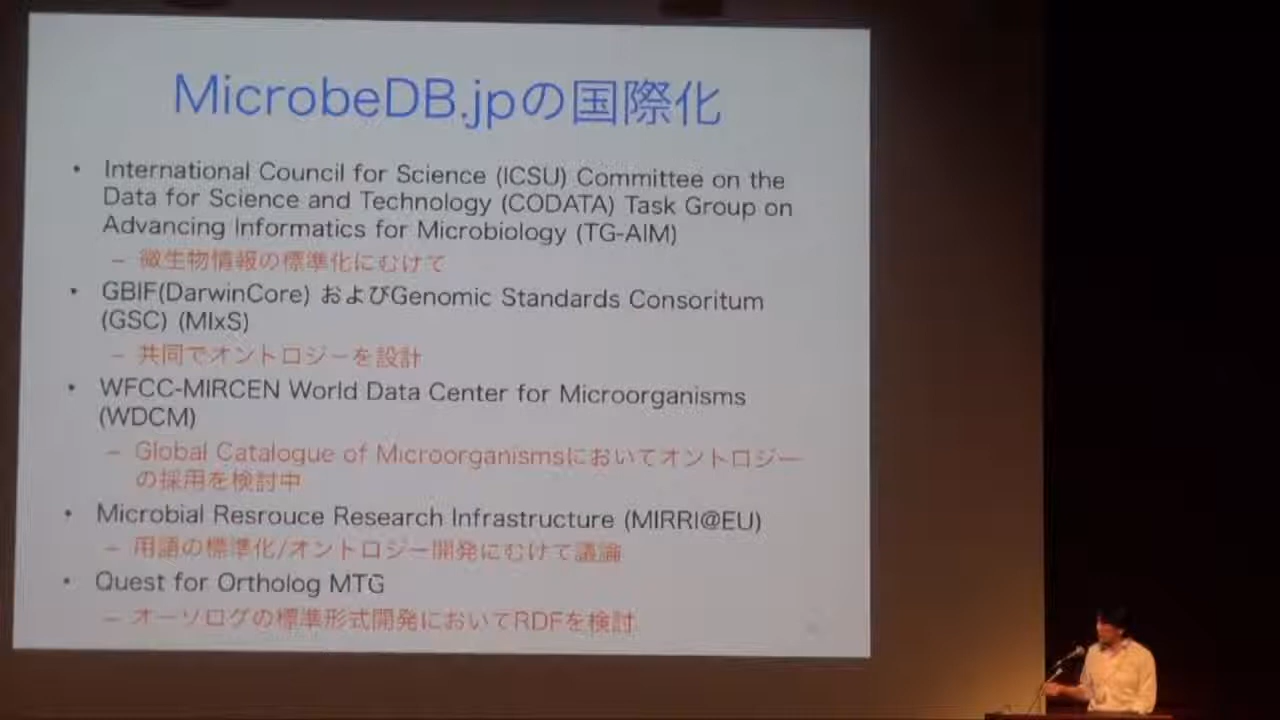 MicrobeDB.jpの国際化
• International Council for Science (ICSU) Committee on the
Data for Science and Technology (CODATA) Task Group on
Advancing Informatics for Microbiology (TG-AIM)
– 微生物情報の標準化にむけて
• GBIF(DarwinCore) およびGenomic Standards Consoritum
(GSC) (MIxS)
– 共同でオントロジーを設計
• WFCC-MIRCEN World Data Center for Microorganisms
(WDCM)
– Global Catalogue of Microorganismsにおいてオントロジー
の採用を検討中
• Microbial Resrouce Research Infrastructure (MIRRI@EU)
– 用語の標準化/オントロジー開発にむけて議論
• Quest for Ortholog MTG
– オーソログの標準形式開発においてRDFを検討